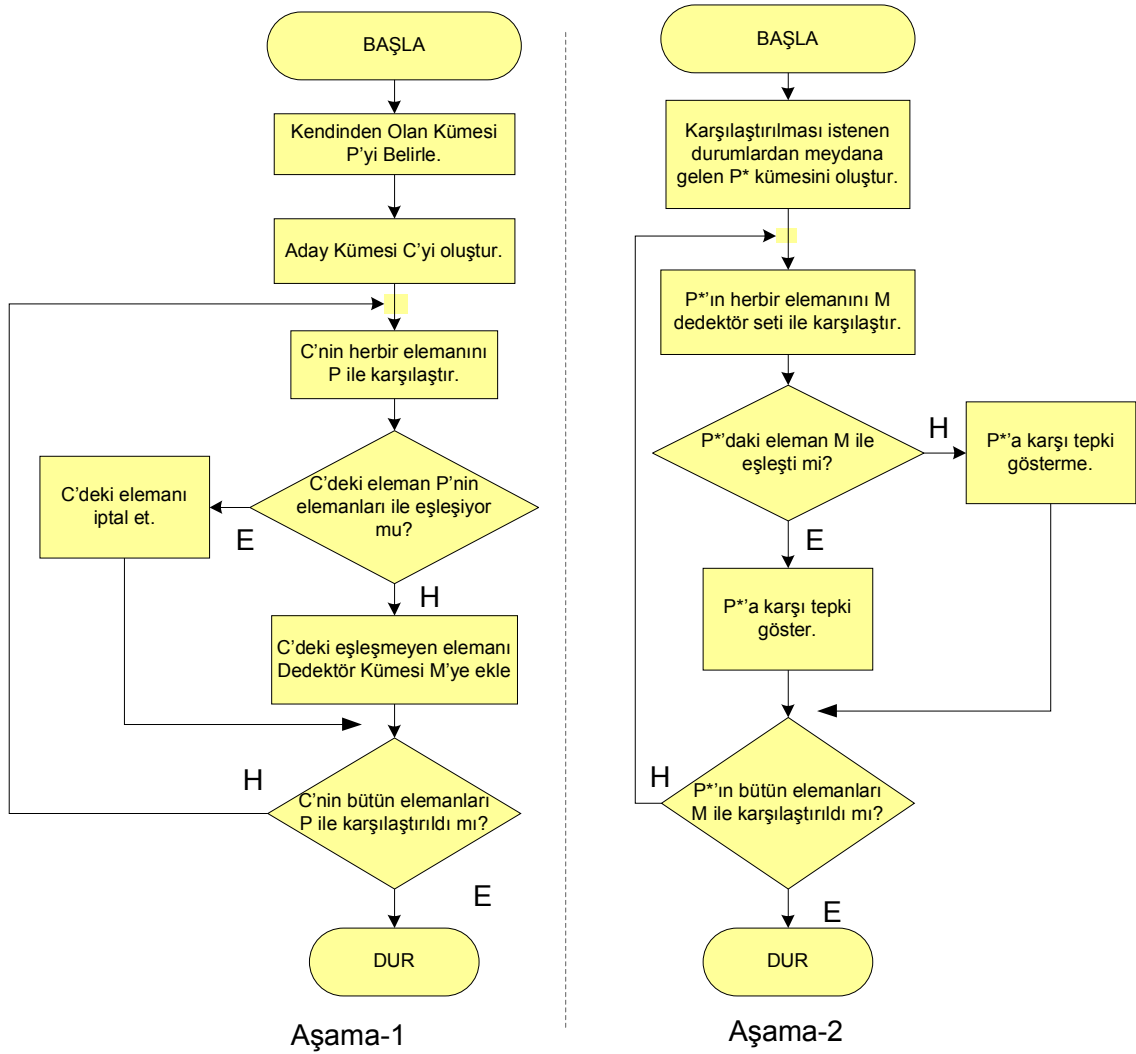 BAŞLA
Kendinden Olan Kümesi
P’yi Belirle.
Aday Kümesi C’yi oluştur.
C’nin herbir elemanını
P ile karşılaştır.
C’deki eleman P’nin
elemanları ile eşleşiyor
mu?
E
C’deki elemanı
iptal et.
H
C’deki eşleşmeyen elemanı
Dedektör Kümesi M’ye ekle
C’nin bütün elemanları
P ile karşılaştırıldı mı?
H
E
DUR
Aşama-1
BAŞLA
Karşılaştırılması istenen
durumlardan meydana
gelen P* kümesini oluştur.
P*’ın herbir elemanını M
dedektör seti ile karşılaştır.
P*’daki eleman M ile
eşleşti mi?
H
P*’a karşı tepki
gösterme.
E
P*’a karşı tepki
göster.
P*’ın bütün elemanları
M ile karşılaştırıldı mı?
H
E
DUR
Aşama-2